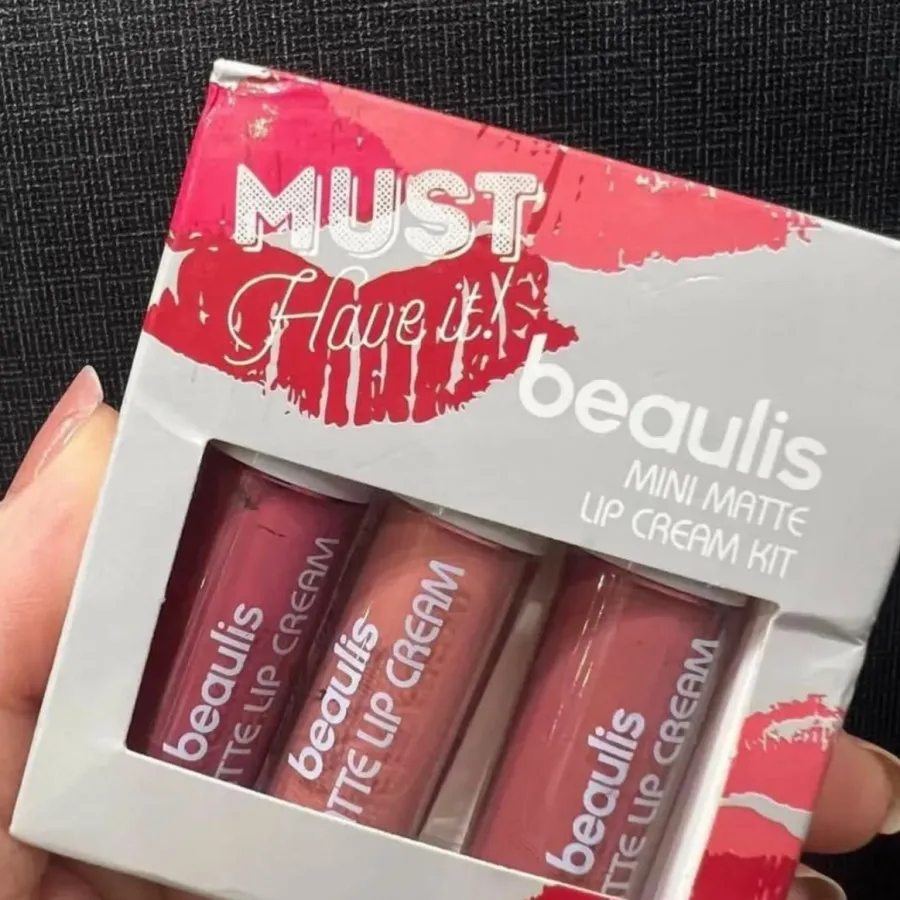 MUST
Have it!
beaulis
MINI MATTE
LIP CREAM KIT
beaulis
TTE LIP CREAM
beaulis
TTE LIP CREAM
beaulis
TTE LIP CREAM